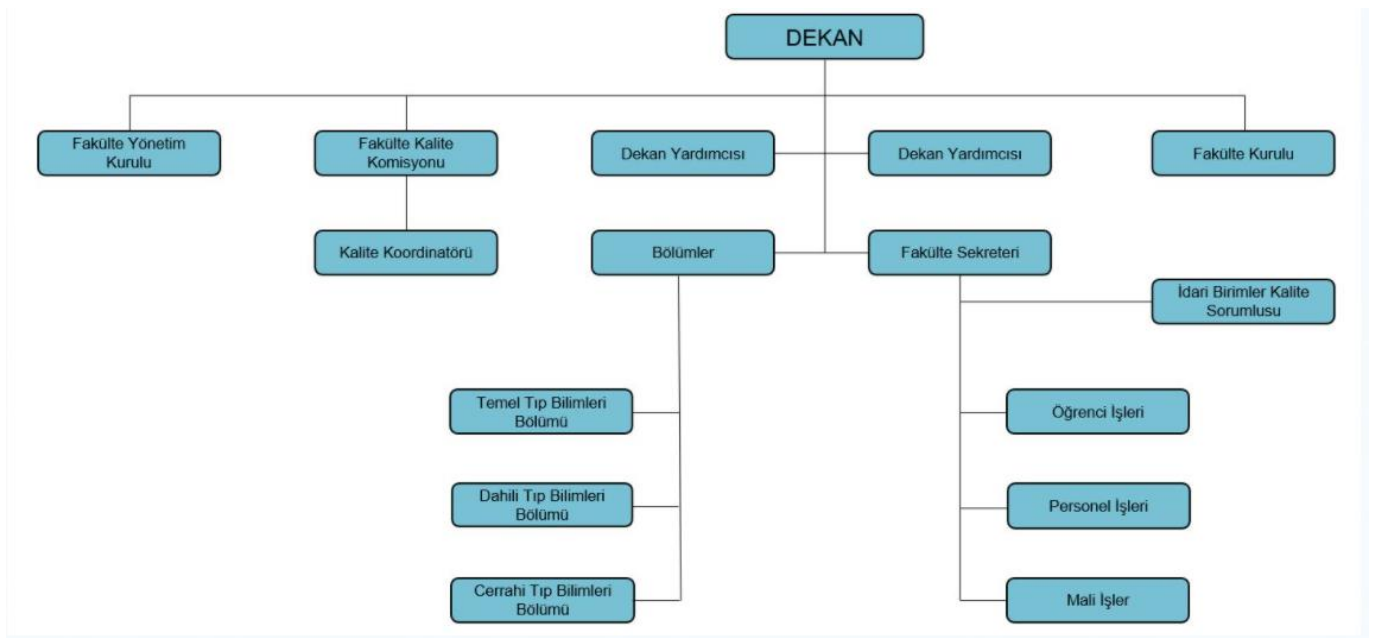 DEKAN
Fakülte Yönetim
Kurulu
Fakülte Kalite
Komisyonu
Dekan Yardımcısı
Dekan Yardımcısı
Fakülte Kurulu
Kalite Koordinatörü
Bölümler
Fakülte Sekreteri
İdari Birimler Kalite
Sorumlusu
Temel Tıp Bilimleri
Bölümü
Öğrenci İşleri
Dahili Tıp Bilimleri
Bölümü
Personel İşleri
Cerrahi Tıp Bilimleri
Bölümü
Mali İşler